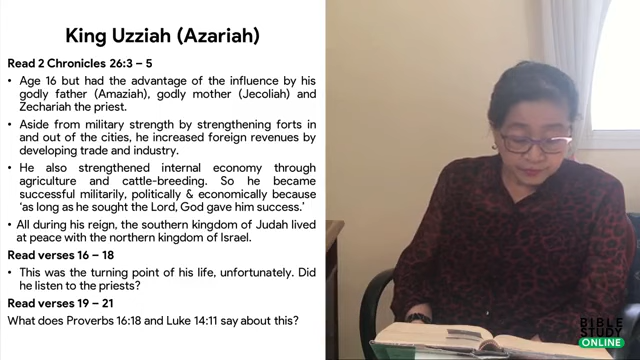 King Uzziah (Azariah)
Read 2 Chronicles 26:3 – 5
• Age 16 but had the advantage of the influence by his
godly father (Amaziah), godly mother (Jecoliah) and
Zechariah the priest.
• Aside from military strength by strengthening forts in
and out of the cities, he increased foreign revenues by
developing trade and industry.
• He also strengthened internal economy through
agriculture and cattle-breeding. So he became
successful militarily, politically & economically because
‘as long as he sought the Lord, God gave him success.’
• All during his reign, the southern kingdom of Judah lived
at peace with the northern kingdom of Israel.
Read verses 16 – 18
• This was the turning point of his life, unfortunately. Did
he listen to the priests?
Read verses 19 – 21
What does Proverbs 16:18 and Luke 14:11 say about this?
BIBLE
STUDY
ONLINE